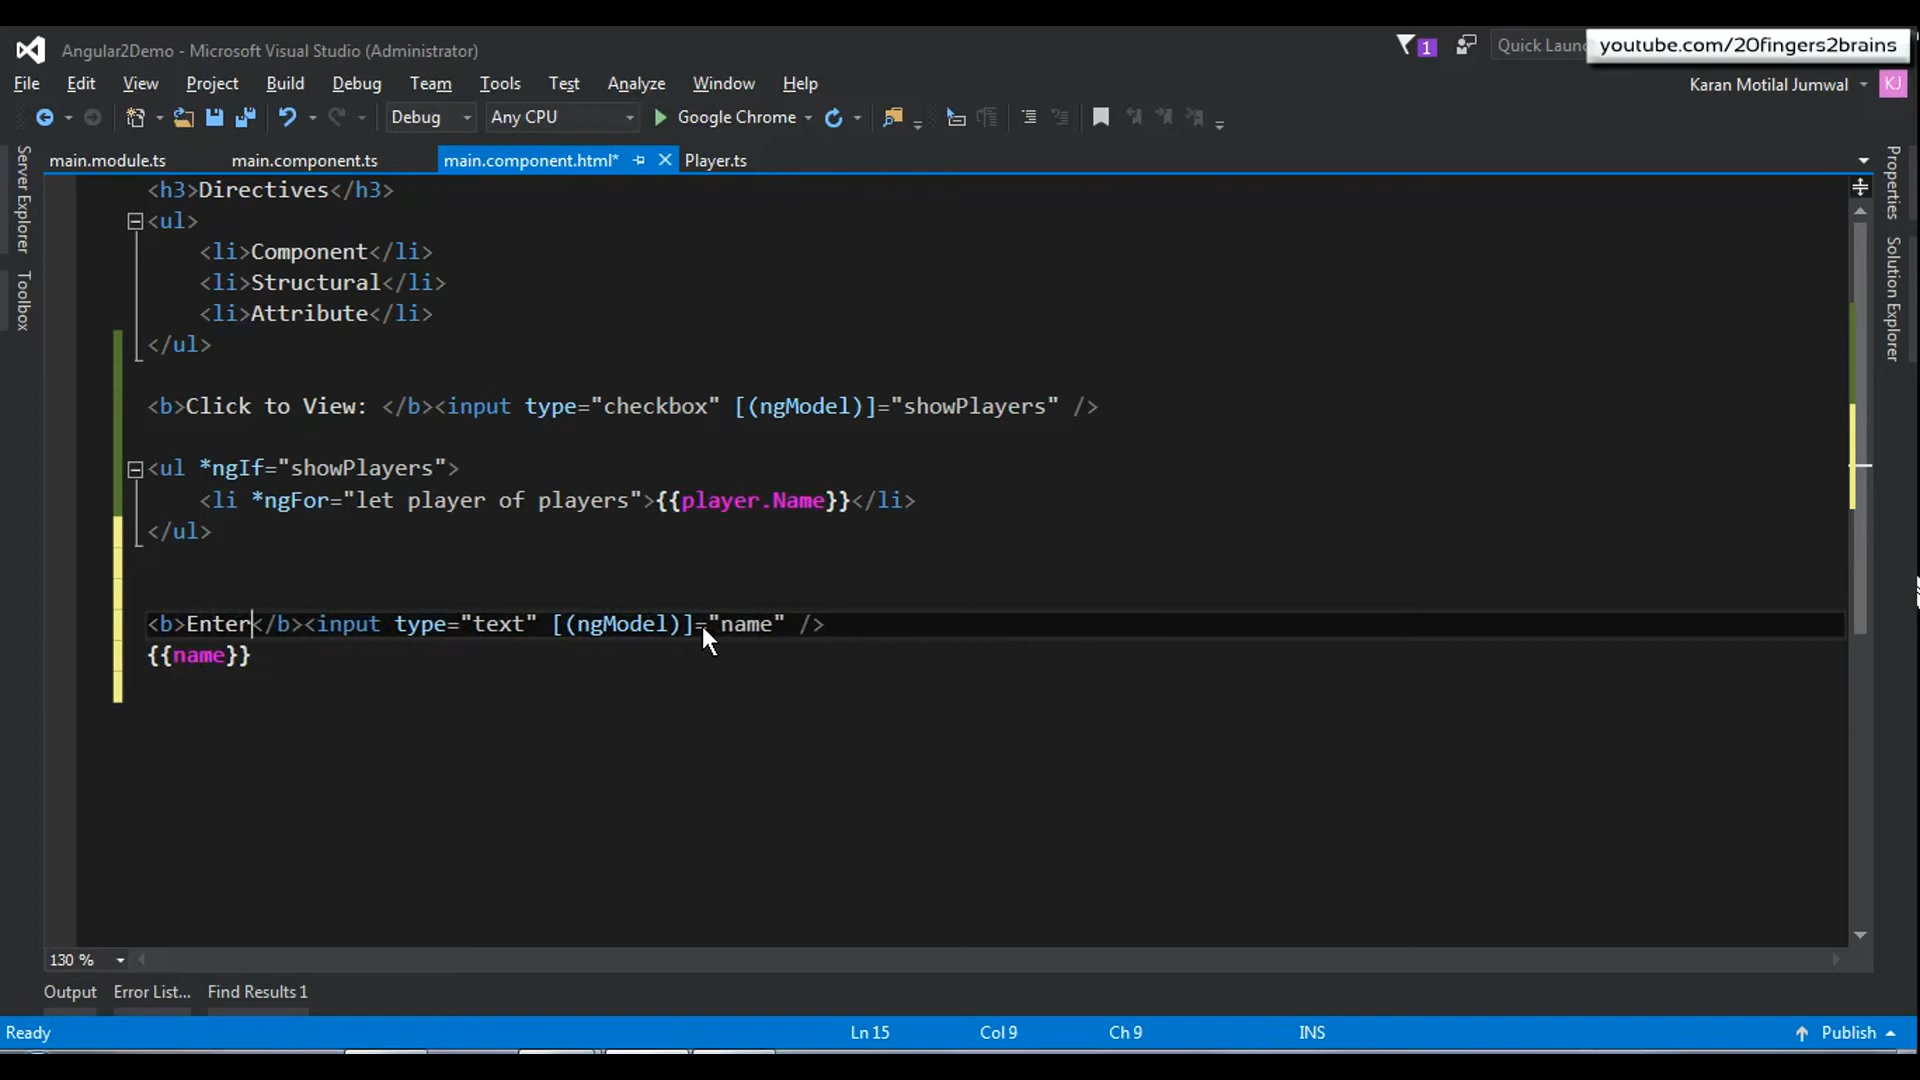 Angular2Demo - Microsoft Visual Studio (Administrator)
1
Quick Laun
youtube.com/20fingers2brains
File Edit View Project Build Debug Team Tools Test Analyze Window Help
Karan Motilal Jumwal KJ
Debug Any CPU Google Chrome
main.module.ts main.component.ts main.component.html* Player.ts
Server Explorer
Toolbox
Properties
Solution Explorer
<h3>Directives</h3>
<ul>
<li>Component</li>
<li>Structural</li>
<li>Attribute</li>
</ul>
<b>Click to View: </b><input type="checkbox" [(ngModel)]="showPlayers" />
<ul *ngIf="showPlayers">
<li *ngFor="let player of players">{{player.Name}}</li>
</ul>
<b>Enter</b><input type="text" [(ngModel)]="name" />
{{name}}
130 %
Output Error List... Find Results 1
Ready Ln 15 Col 9 Ch 9 INS Publish